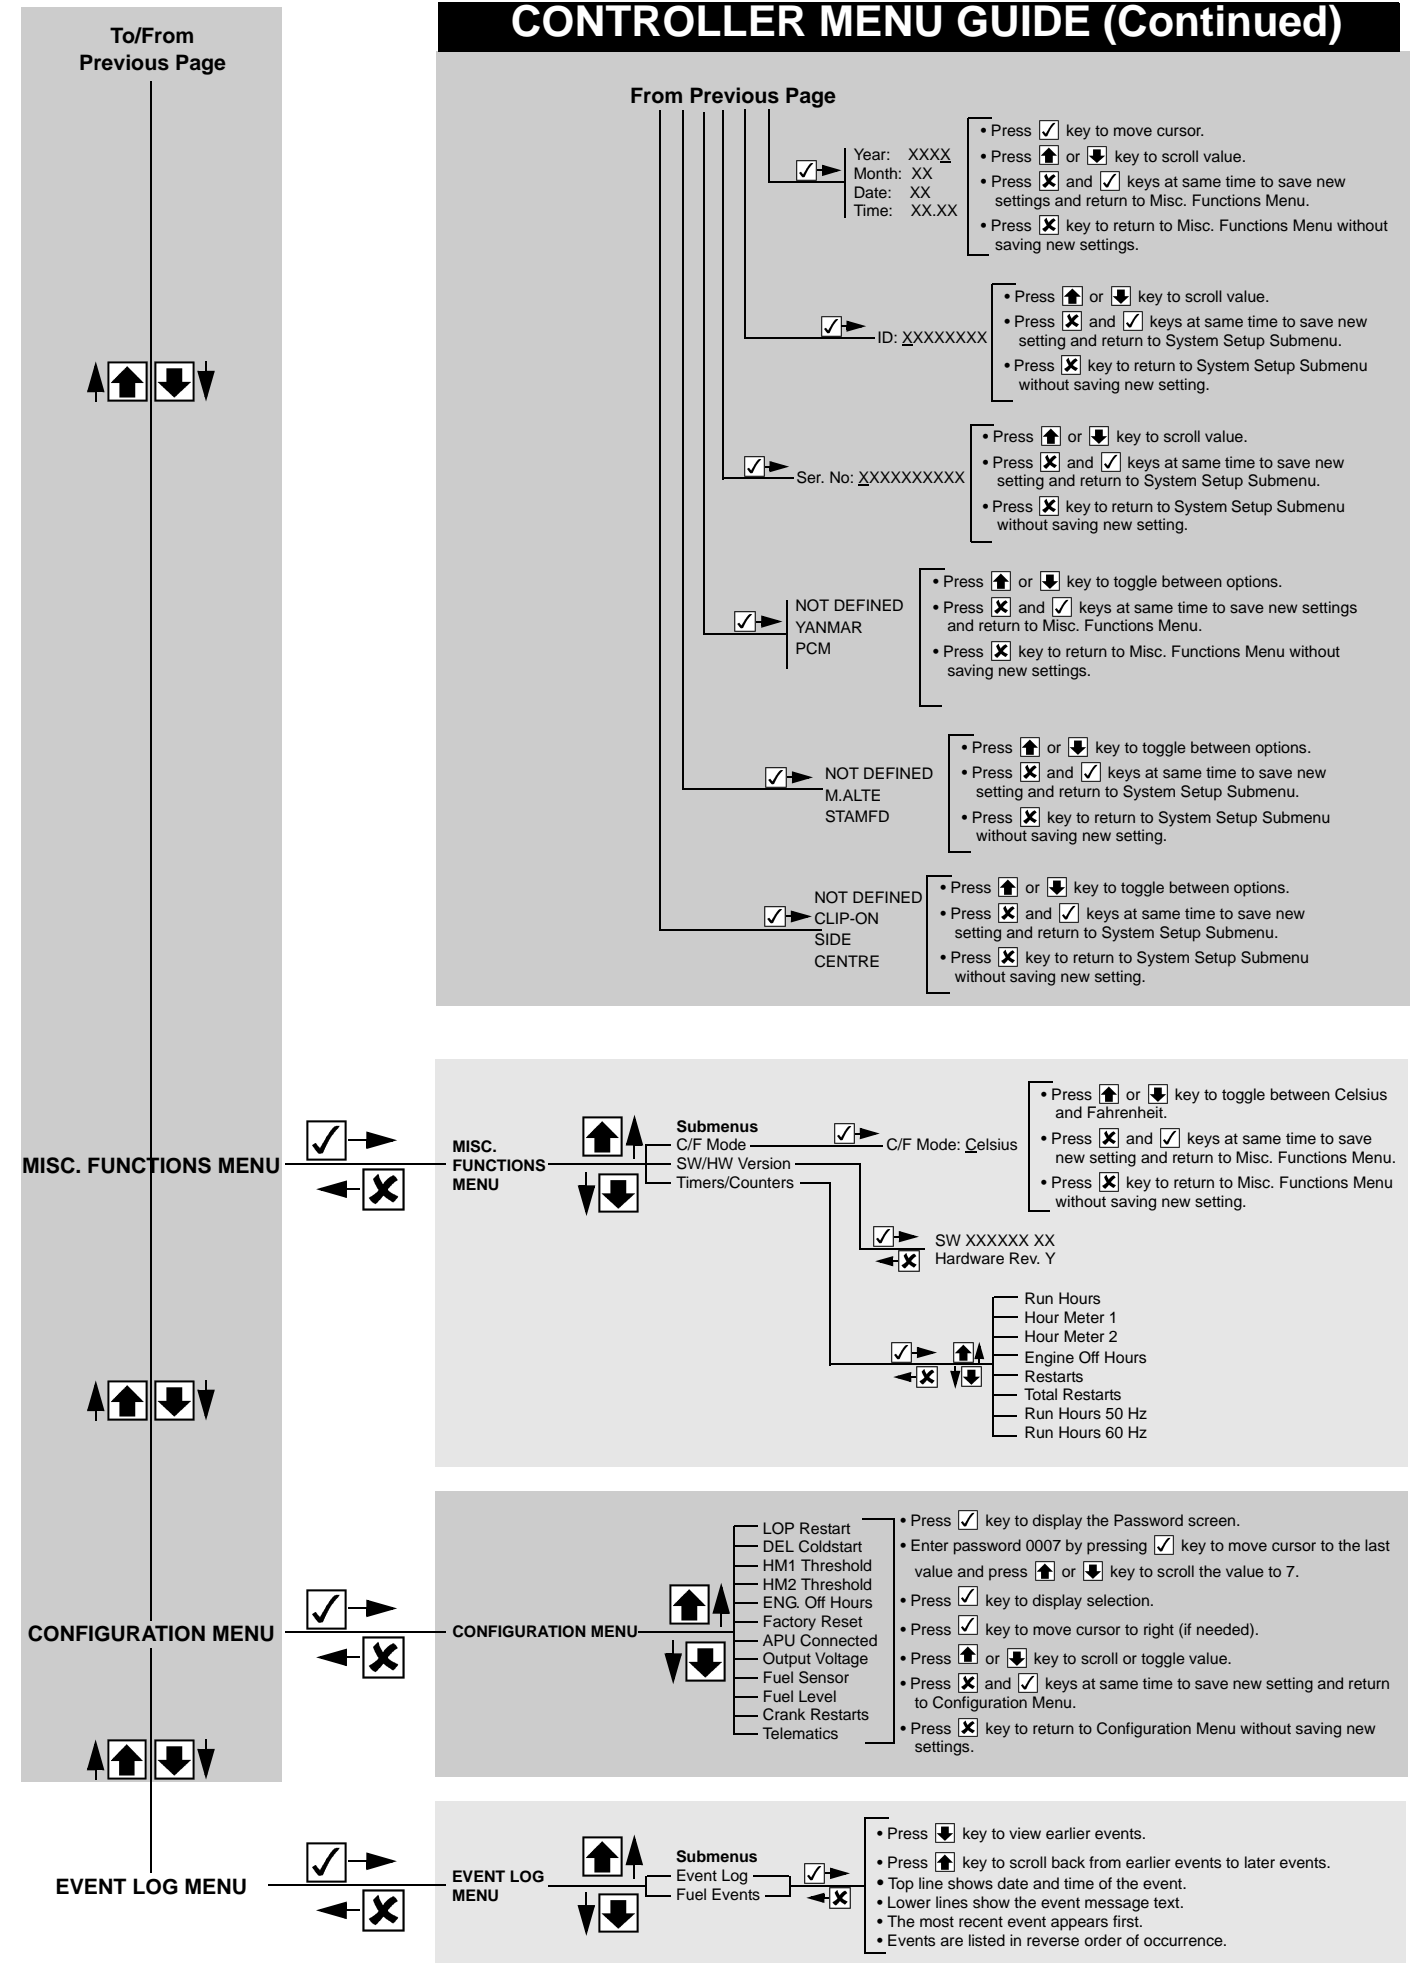 CONTROLLER MENU GUIDE (Continued)
To/From
Previous Page
From Previous Page
Year: XXXX
Month: XX
Date: XX
Time: XX.XX
• Press ✓ key to move cursor.
• Press ⬆ or ⬇ key to scroll value.
• Press ✘ and ✓ keys at same time to save new
settings and return to Misc. Functions Menu.
• Press ✘ key to return to Misc. Functions Menu without
saving new settings.
ID: XXXXXXXX
• Press ⬆ or ⬇ key to scroll value.
• Press ✘ and ✓ keys at same time to save new
setting and return to System Setup Submenu.
• Press ✘ key to return to System Setup Submenu
without saving new setting.
Ser. No: XXXXXXXXXX
• Press ⬆ or ⬇ key to scroll value.
• Press ✘ and ✓ keys at same time to save new
setting and return to System Setup Submenu.
• Press ✘ key to return to System Setup Submenu
without saving new setting.
NOT DEFINED
YANMAR
PCM
• Press ⬆ or ⬇ key to toggle between options.
• Press ✘ and ✓ keys at same time to save new settings
and return to Misc. Functions Menu.
• Press ✘ key to return to Misc. Functions Menu without
saving new settings.
NOT DEFINED
M.ALTE
STAMFD
• Press ⬆ or ⬇ key to toggle between options.
• Press ✘ and ✓ keys at same time to save new
setting and return to System Setup Submenu.
• Press ✘ key to return to System Setup Submenu
without saving new setting.
NOT DEFINED
CLIP-ON
SIDE
CENTRE
• Press ⬆ or ⬇ key to toggle between options.
• Press ✘ and ✓ keys at same time to save new
setting and return to System Setup Submenu.
• Press ✘ key to return to System Setup Submenu
without saving new setting.
MISC. FUNCTIONS MENU
MISC.
FUNCTIONS
MENU
Submenus
C/F Mode
SW/HW Version
Timers/Counters
C/F Mode: Celsius
• Press ⬆ or ⬇ key to toggle between Celsius
and Fahrenheit.
• Press ✘ and ✓ keys at same time to save
new setting and return to Misc. Functions Menu.
• Press ✘ key to return to Misc. Functions Menu
without saving new setting.
SW XXXXXX XX
Hardware Rev. Y
Run Hours
Hour Meter 1
Hour Meter 2
Engine Off Hours
Restarts
Total Restarts
Run Hours 50 Hz
Run Hours 60 Hz
CONFIGURATION MENU
CONFIGURATION MENU
LOP Restart
DEL Coldstart
HM1 Threshold
HM2 Threshold
ENG. Off Hours
Factory Reset
APU Connected
Output Voltage
Fuel Sensor
Fuel Level
Crank Restarts
Telematics
• Press ✓ key to display the Password screen.
• Enter password 0007 by pressing ✓ key to move cursor to the last
value and press ⬆ or ⬇ key to scroll the value to 7.
• Press ✓ key to display selection.
• Press ✓ key to move cursor to right (if needed).
• Press ⬆ or ⬇ key to scroll or toggle value.
• Press ✘ and ✓ keys at same time to save new setting and return
to Configuration Menu.
• Press ✘ key to return to Configuration Menu without saving new
settings.
EVENT LOG MENU
EVENT LOG
MENU
Submenus
Event Log
Fuel Events
• Press ⬇ key to view earlier events.
• Press ⬆ key to scroll back from earlier events to later events.
• Top line shows date and time of the event.
• Lower lines show the event message text.
• The most recent event appears first.
• Events are listed in reverse order of occurrence.